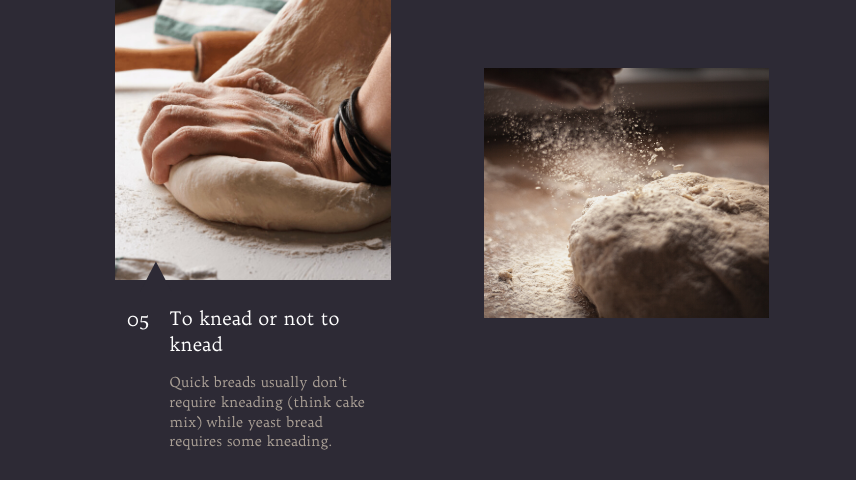 05 To knead or not to
knead
Quick breads usually don't
require kneading (think cake
mix) while yeast bread
requires some kneading.